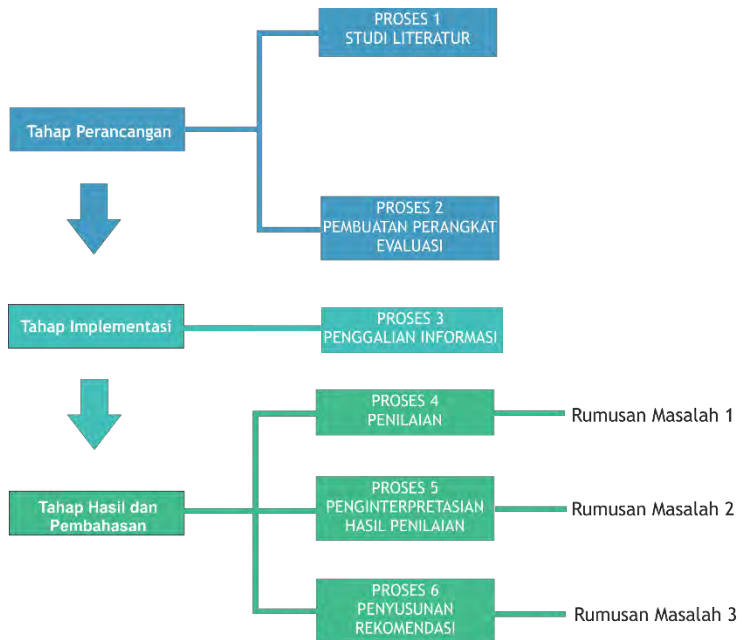 PROSES 1
STUDI LITERATUR
Tahap Perancangan
PROSES 2
PEMBUATAN PERANGKAT
EVALUASI
Tahap Implementasi
PROSES 3
PENGGALIAN INFORMASI
PROSES 4
PENILAIAN
Rumusan Masalah 1
Tahap Hasil dan
Pembahasan
PROSES 5
PENGINTERPRETASIAN
HASIL PENILAIAN
Rumusan Masalah 2
PROSES 6
PENYUSUNAN
REKOMENDASI
Rumusan Masalah 3